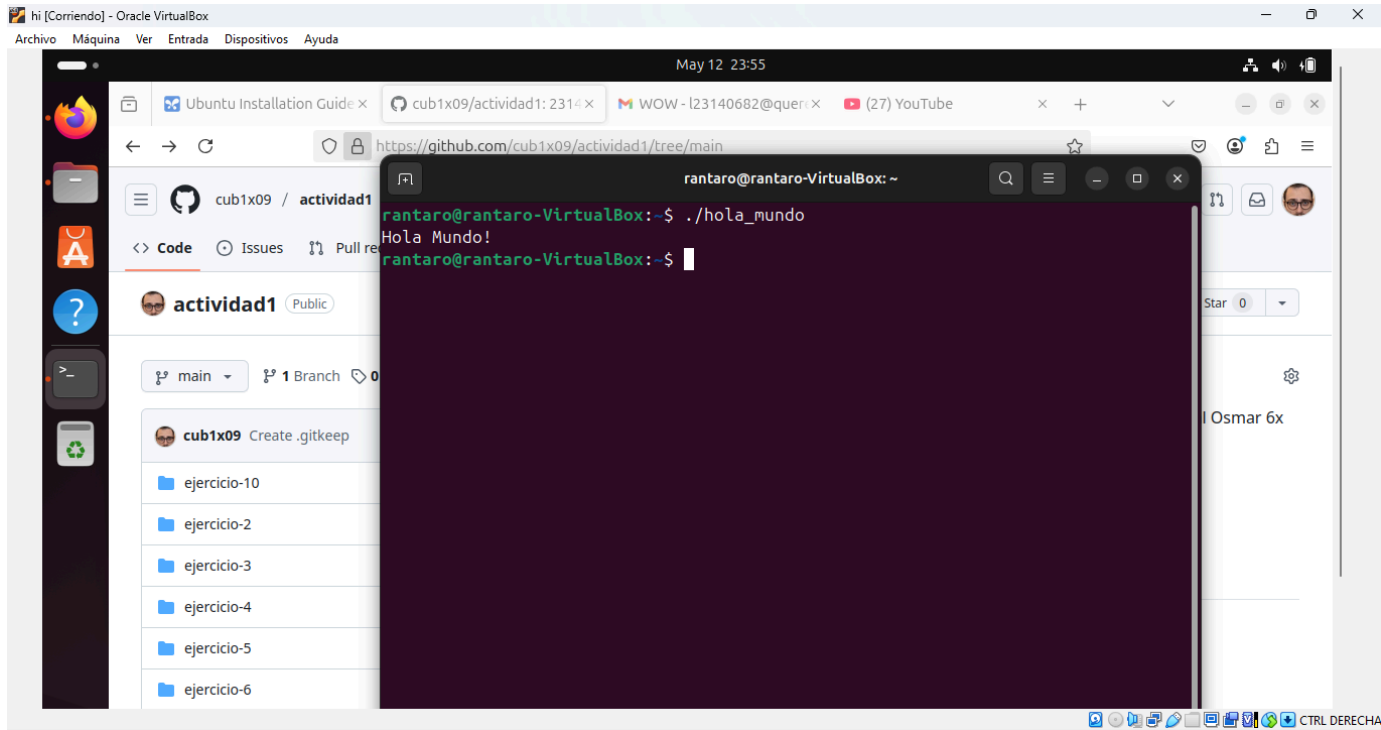 hi [Corriendo] - Oracle VirtualBox
Archivo Máquina Ver Entrada Dispositivos Ayuda
May 12 23:55
Ubuntu Installation Guide
cub1x09/actividad1: 2314
WOW - l23140682@quere
(27) YouTube
https://github.com/cub1x09/actividad1/tree/main
rantaro@rantaro-VirtualBox: ~
cub1x09 / actividad1
rantaro@rantaro-VirtualBox:~$ ./hola_mundo
Hola Mundo!
rantaro@rantaro-VirtualBox:~$
<> Code Issues Pull re
actividad1 Public
Star 0
main 1 Branch 0
l Osmar 6x
cub1x09 Create .gitkeep
ejercicio-10
ejercicio-2
ejercicio-3
ejercicio-4
ejercicio-5
ejercicio-6
CTRL DERECHA